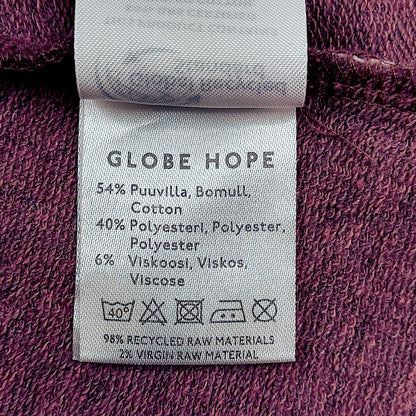 GLOBE HOPE
54% Puuvilla, Bomull,
Cotton
40% Polyesteri, Polyester,
Polyester
6% Viskoosi, Viskos,
Viscose
40°
98% RECYCLED RAW MATERIALS
2% VIRGIN RAW MATERIAL